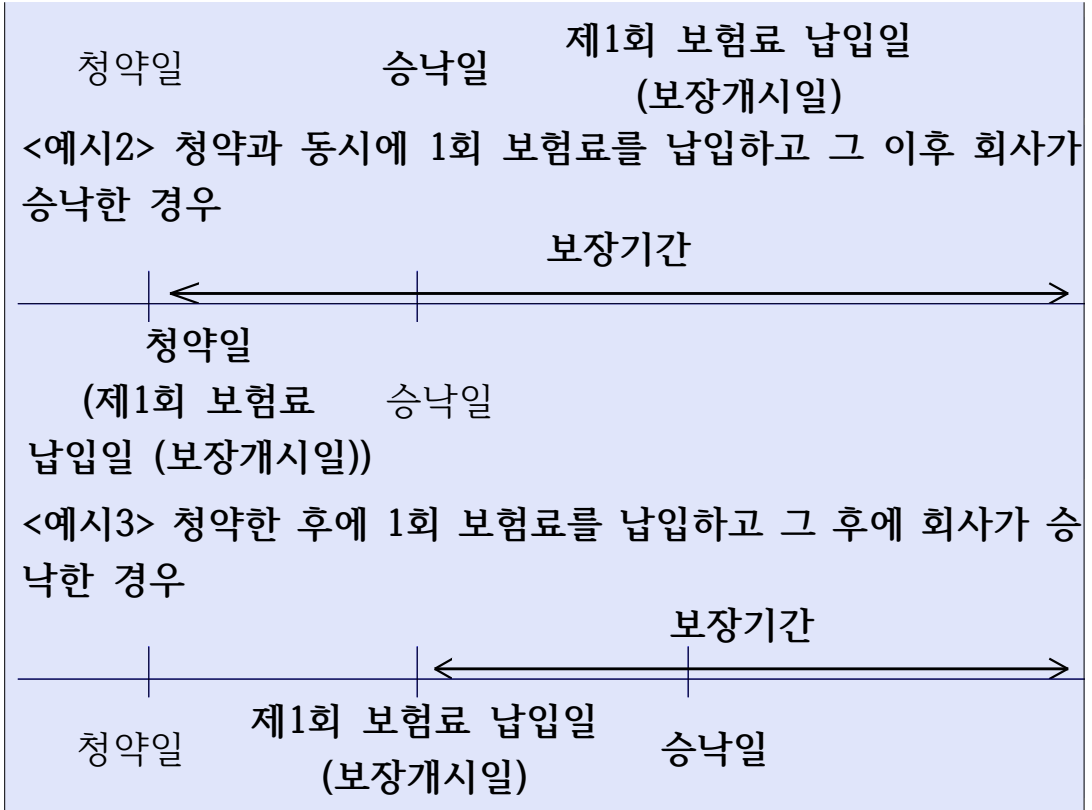 제1회 보험료 납입일
청약일 승낙일
(보장개시일)
<예시2> 청약과 동시에 1회 보험료를 납입하고 그 이후 회사가
승낙한 경우
보장기간
청약일
(제1회 보험료 승낙일
납입일 (보장개시일))
<예시3> 청약한 후에 1회 보험료를 납입하고 그 후에 회사가 승
낙한 경우
보장기간
제1회 보험료 납입일
청약일 승낙일
(보장개시일)